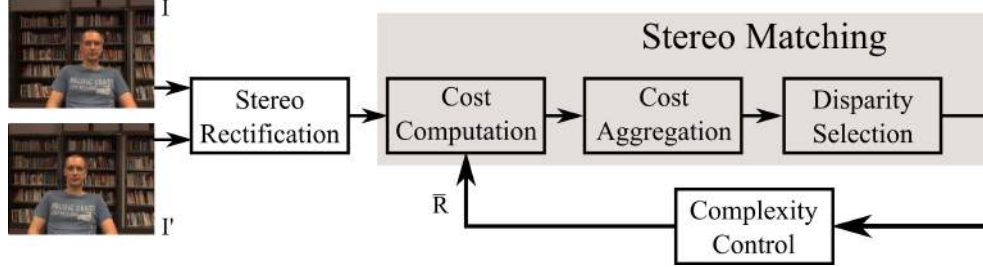 I
Stereo Matching
Stereo
Rectification
Cost
Computation
Cost
Aggregation
Disparity
Selection
I'
R̅
Complexity
Control